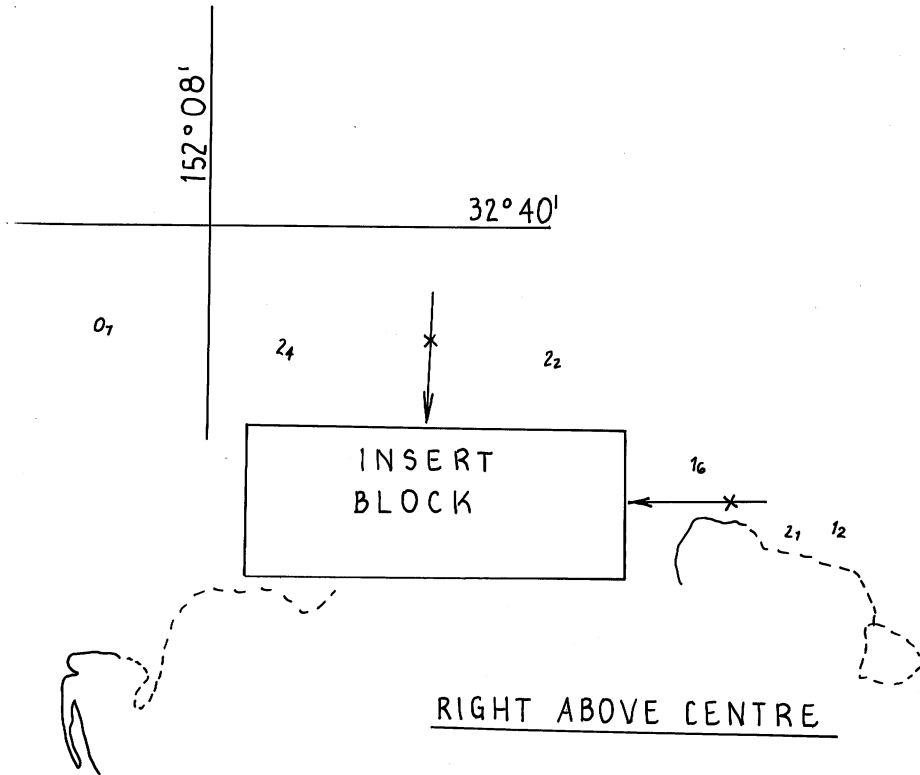 152°08'
32°40'
0₇
2₄
2₂
INSERT
BLOCK
1₆
2₁ 1₂
RIGHT ABOVE CENTRE